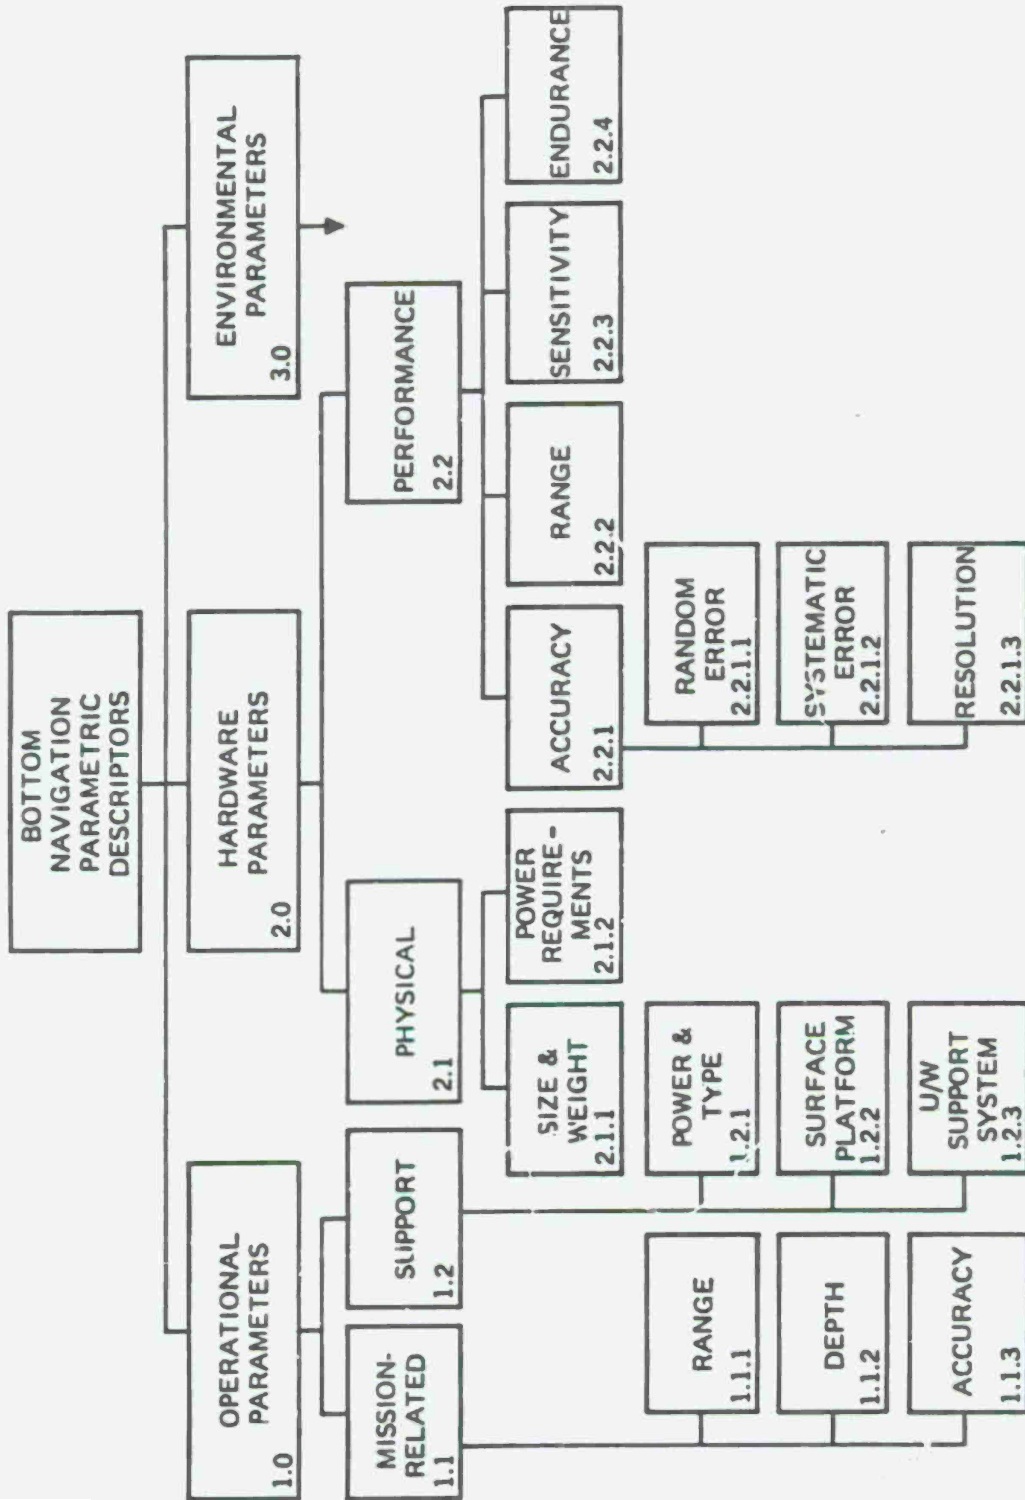 BOTTOM
NAVIGATION
PARAMETRIC
DESCRIPTORS
OPERATIONAL
PARAMETERS
1.0
HARDWARE
PARAMETERS
2.0
ENVIRONMENTAL
PARAMETERS
3.0
MISSION-
RELATED
1.1
SUPPORT
1.2
PHYSICAL
2.1
PERFORMANCE
2.2
SIZE &
WEIGHT
2.1.1
POWER
REQUIRE-
MENTS
2.1.2
ACCURACY
2.2.1
RANGE
2.2.2
SENSITIVITY
2.2.3
ENDURANCE
2.2.4
RANGE
1.1.1
POWER &
TYPE
1.2.1
RANDOM
ERROR
2.2.1.1
DEPTH
1.1.2
SURFACE
PLATFORM
1.2.2
SYSTEMATIC
ERROR
2.2.1.2
ACCURACY
1.1.3
U/W
SUPPORT
SYSTEM
1.2.3
RESOLUTION
2.2.1.3